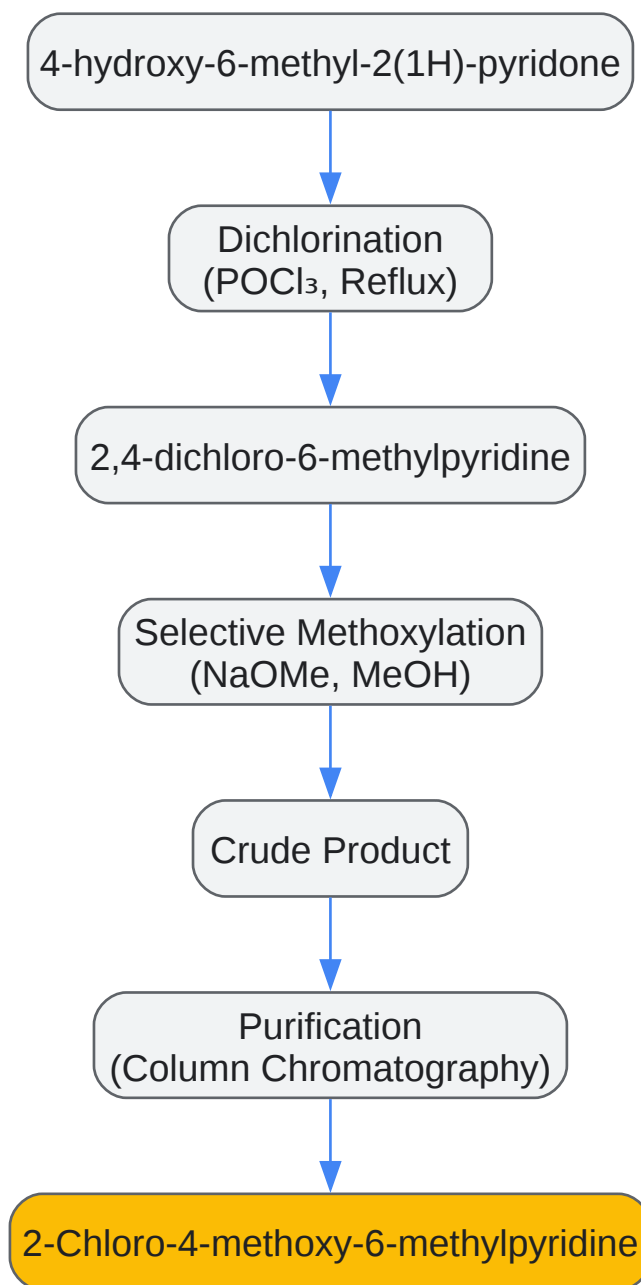 4-hydroxy-6-methyl-2(1H)-pyridone
Dichlorination
(POCl₃, Reflux)
2,4-dichloro-6-methylpyridine
Selective Methoxylation
(NaOMe, MeOH)
Crude Product
Purification
(Column Chromatography)
2-Chloro-4-methoxy-6-methylpyridine